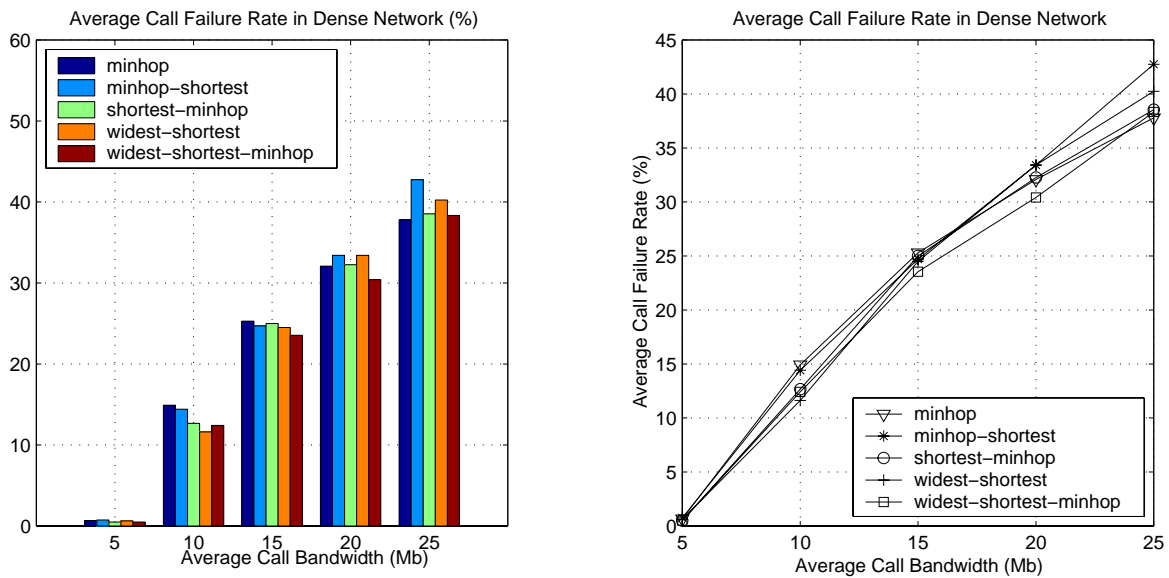 Average Call Failure Rate in Dense Network (%)
60
50
40
30
20
10
0
minhop
minhop−shortest
shortest−minhop
widest−shortest
widest−shortest−minhop
5
10
15
20
25
Average Call Bandwidth (Mb)
Average Call Failure Rate in Dense Network
Average Call Failure Rate (%)
45
40
35
30
25
20
15
10
5
0
minhop
minhop−shortest
shortest−minhop
widest−shortest
widest−shortest−minhop
5
10
15
20
25
Average Call Bandwidth (Mb)